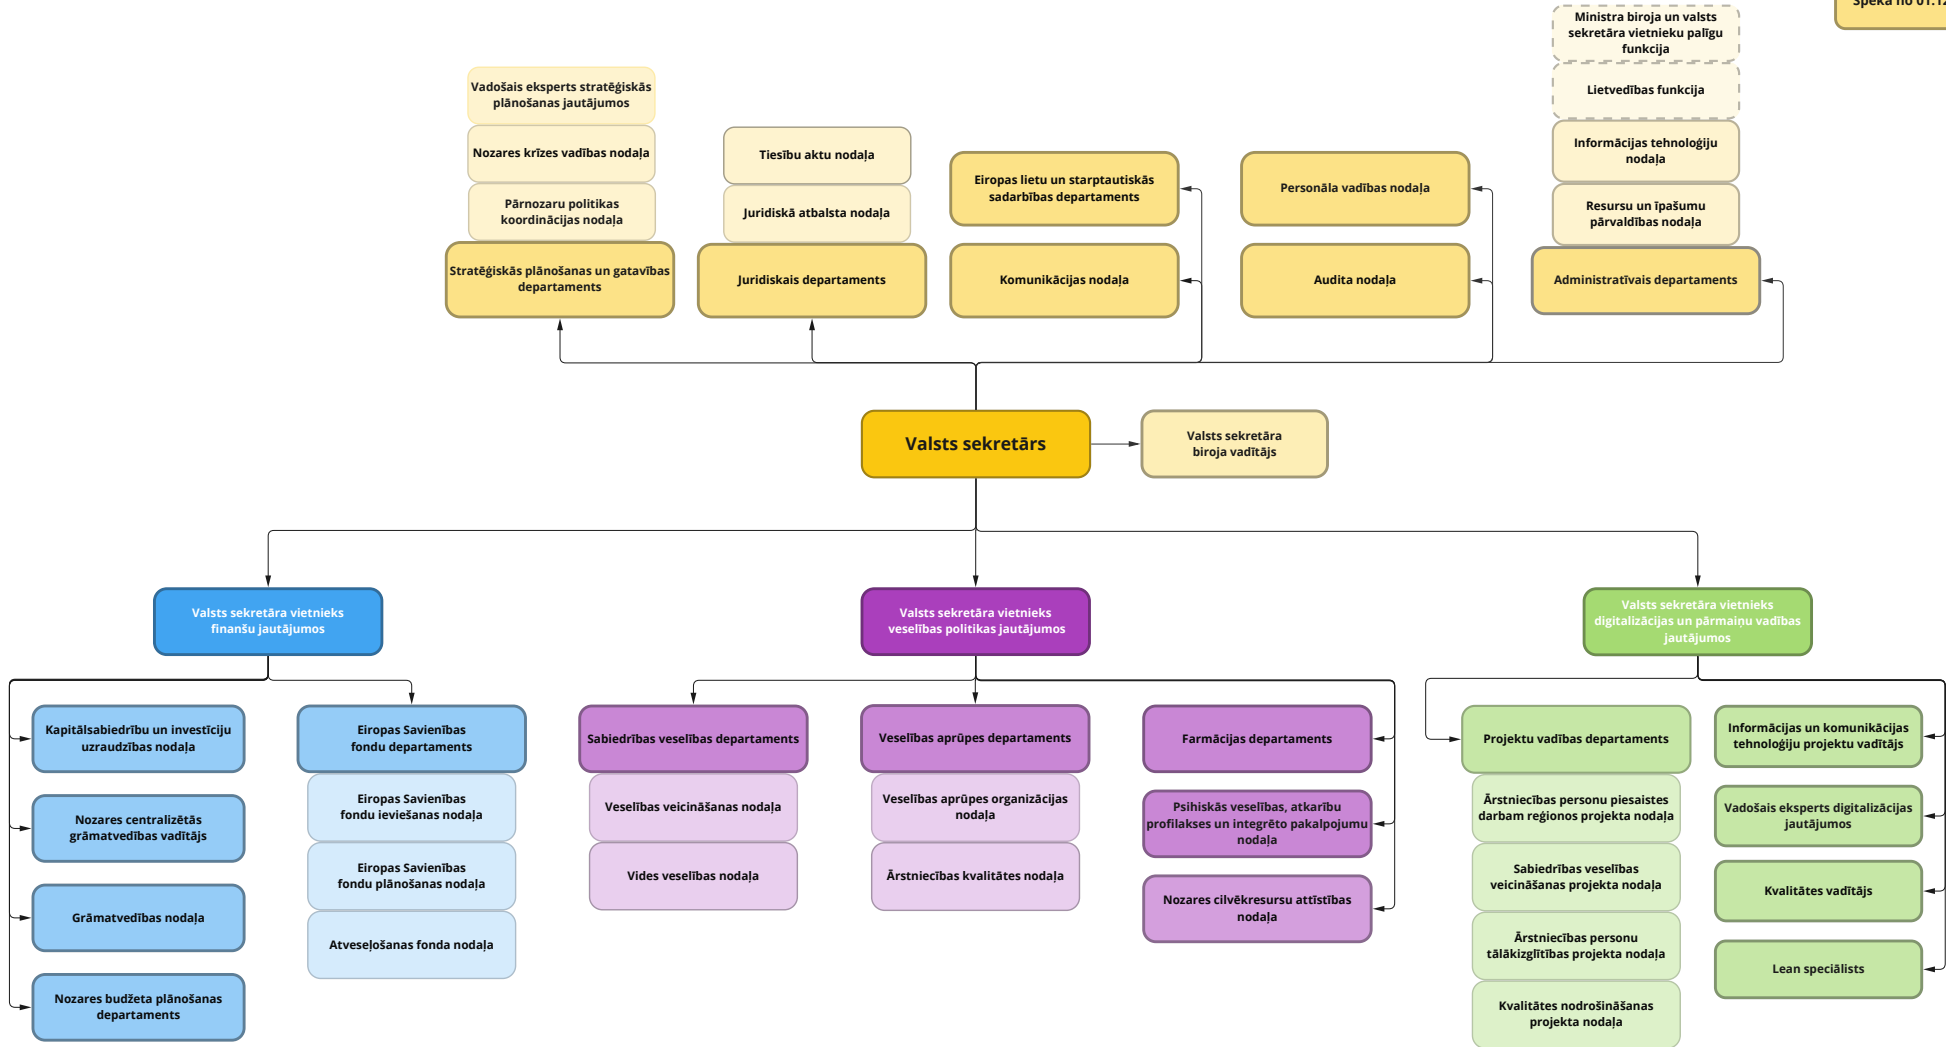 Spēkā no 01.12
Ministra biroja un valsts
sekretāra vietnieku palīgu
funkcija
Lietvedības funkcija
Informācijas tehnoloģiju
nodaļa
Resursu un īpašumu
pārvaldības nodaļa
Administratīvais departaments
Vadošais eksperts stratēģiskās
plānošanas jautājumos
Nozares krīzes vadības nodaļa
Pārnozaru politikas
koordinācijas nodaļa
Stratēģiskās plānošanas un gatavības
departaments
Tiesību aktu nodaļa
Juridiskā atbalsta nodaļa
Juridiskais departaments
Eiropas lietu un starptautiskās
sadarbības departaments
Komunikācijas nodaļa
Personāla vadības nodaļa
Audita nodaļa
Valsts sekretārs
Valsts sekretāra
biroja vadītājs
Valsts sekretāra vietnieks
finanšu jautājumos
Valsts sekretāra vietnieks
veselības politikas jautājumos
Valsts sekretāra vietnieks
digitalizācijas un pārmaiņu vadības
jautājumos
Kapitālsabiedrību un investīciju
uzraudzības nodaļa
Nozares centralizētās
grāmatvedības vadītājs
Grāmatvedības nodaļa
Nozares budžeta plānošanas
departaments
Eiropas Savienības
fondu departaments
Eiropas Savienības
fondu ieviešanas nodaļa
Eiropas Savienības
fondu plānošanas nodaļa
Atveseļošanas fonda nodaļa
Sabiedrības veselības departaments
Veselības veicināšanas nodaļa
Vides veselības nodaļa
Veselības aprūpes departaments
Veselības aprūpes organizācijas
nodaļa
Ārstniecības kvalitātes nodaļa
Farmācijas departaments
Psihiskās veselības, atkarību
profilakses un integrēto pakalpojumu
nodaļa
Nozares cilvēkresursu attīstības
nodaļa
Projektu vadības departaments
Ārstniecības personu piesaistes
darbam reģionos projekta nodaļa
Sabiedrības veselības
veicināšanas projekta nodaļa
Ārstniecības personu
tālākizglītības projekta nodaļa
Kvalitātes nodrošināšanas
projekta nodaļa
Informācijas un komunikācijas
tehnoloģiju projektu vadītājs
Vadošais eksperts digitalizācijas
jautājumos
Kvalitātes vadītājs
Lean speciālists